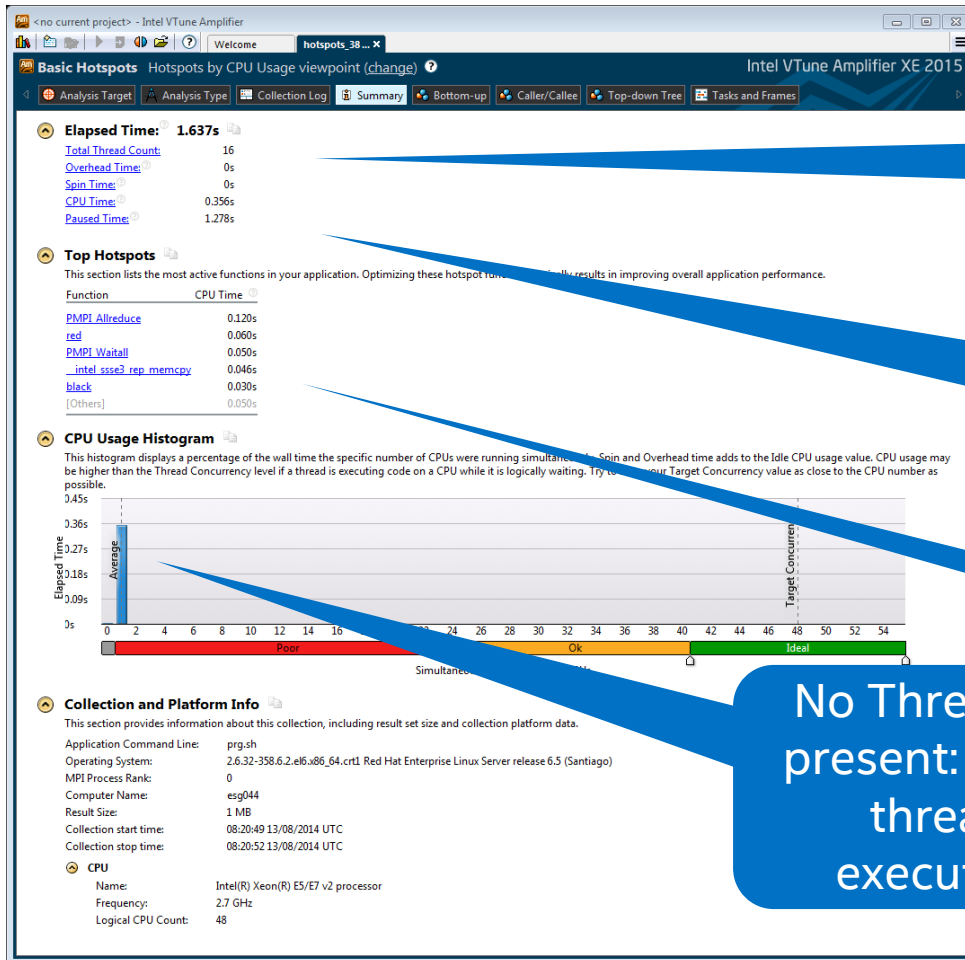 <no current project> - Intel VTune Amplifier
Welcome hotspots_38 ... X
Basic Hotspots Hotspots by CPU Usage viewpoint (change) ? Intel VTune Amplifier XE 2015
Analysis Target Analysis Type Collection Log Summary Bottom-up Caller/Callee Top-down Tree Tasks and Frames
Elapsed Time: 1.637s
Total Thread Count: 16
Overhead Time: 0s
Spin Time: 0s
CPU Time: 0.356s
Paused Time: 1.278s
Top Hotspots
This section lists the most active functions in your application. Optimizing these hotspot results in improving overall application performance.
Function CPU Time
PMPI Allreduce 0.120s
red 0.060s
PMPI Waitall 0.050s
__intel ssse3 rep memcpy 0.046s
black 0.030s
[Others] 0.050s
CPU Usage Histogram
This histogram displays a percentage of the wall time the specific number of CPUs were running Spin and Overhead time adds to the Idle CPU usage value. CPU usage may
be higher than the Thread Concurrency level if a thread is executing code on a CPU while it is logically waiting. Try to your Target Concurrency value as close to the CPU number as
possible.
0.45s
0.36s
0.27s
0.18s
0.09s
0s
Elapsed Time
Average
Target
0 2 4 6 8 10 12 14 16 22 24 26 28 30 32 34 36 38 40 42 44 46 48 50 52 54
Poor Ok Ideal
Collection and Platform Info
This section provides information about this collection, including result set size and collection platform data.
Application Command Line: prg.sh
Operating System: 2.6.32-358.6.2.el6.x86_64.crt1 Red Hat Enterprise Linux Server release 6.5 (Santiago)
MPI Process Rank: 0
Computer Name: esg044
Result Size: 1 MB
Collection start time: 08:20:49 13/08/2014 UTC
Collection stop time: 08:20:52 13/08/2014 UTC
CPU
Name: Intel(R) Xeon(R) E5/E7 v2 processor
Frequency: 2.7 GHz
Logical CPU Count: 48
No Thre
present:
threa
execut